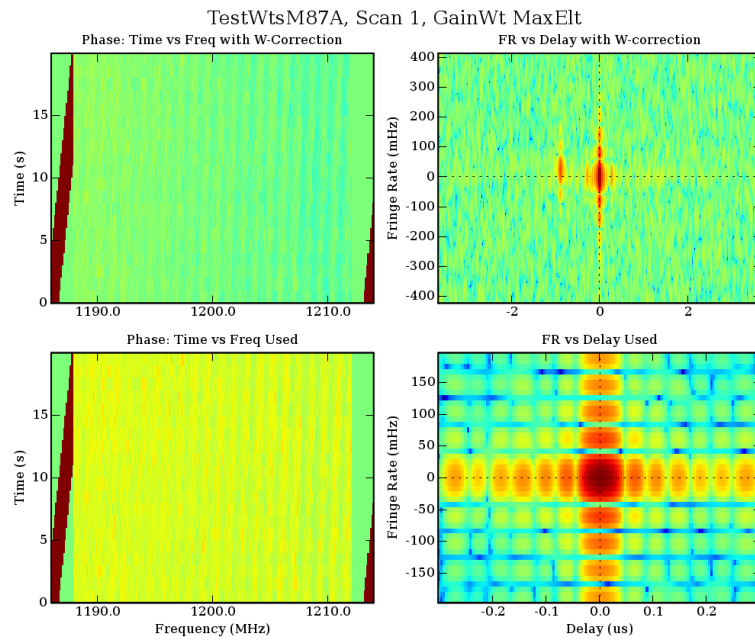 TestWtsM87A, Scan 1, GainWt MaxElt
Phase: Time vs Freq with W-Correction
FR vs Delay with W-correction
Time (s)
15
10
5
0
1190.0 1200.0 1210.0
Fringe Rate (mHz)
400
300
200
100
0
-100
-200
-300
-400
-2 0 2
Phase: Time vs Freq Used
FR vs Delay Used
Time (s)
15
10
5
0
1190.0 1200.0 1210.0
Frequency (MHz)
Fringe Rate (mHz)
150
100
50
0
-50
-100
-150
-0.2 -0.1 0.0 0.1 0.2
Delay (us)